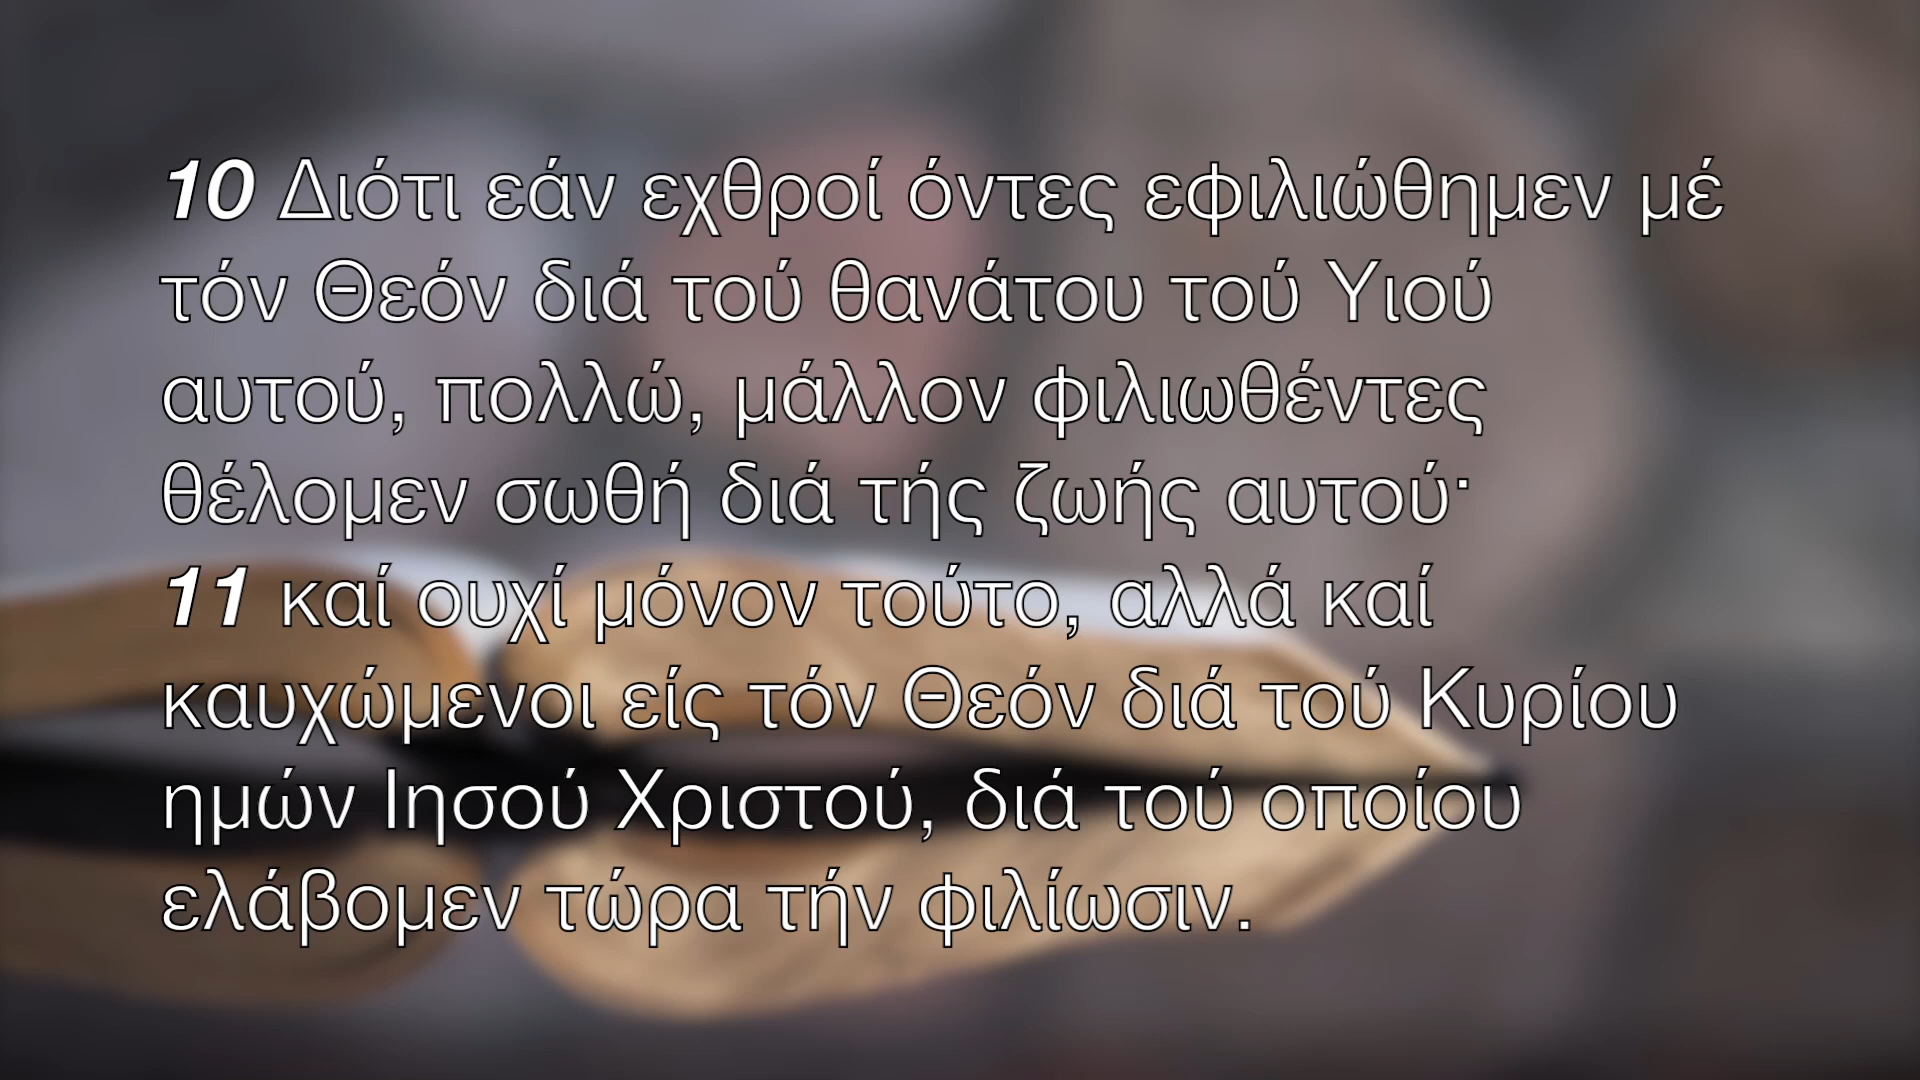 10 Διότι εάν εχθροί όντες εφιλιώθημεν μέ
τόν Θεόν διά τού θανάτου τού Υιού
αυτού, πολλώ, μάλλον φιλιωθέντες
θέλομεν σωθή διά τής ζωής αυτού·
11 καί ουχί μόνον τούτο, αλλά καί
καυχώμενοι είς τόν Θεόν διά τού Κυρίου
ημών Ιησού Χριστού, διά τού οποίου
ελάβομεν τώρα τήν φιλίωσιν.